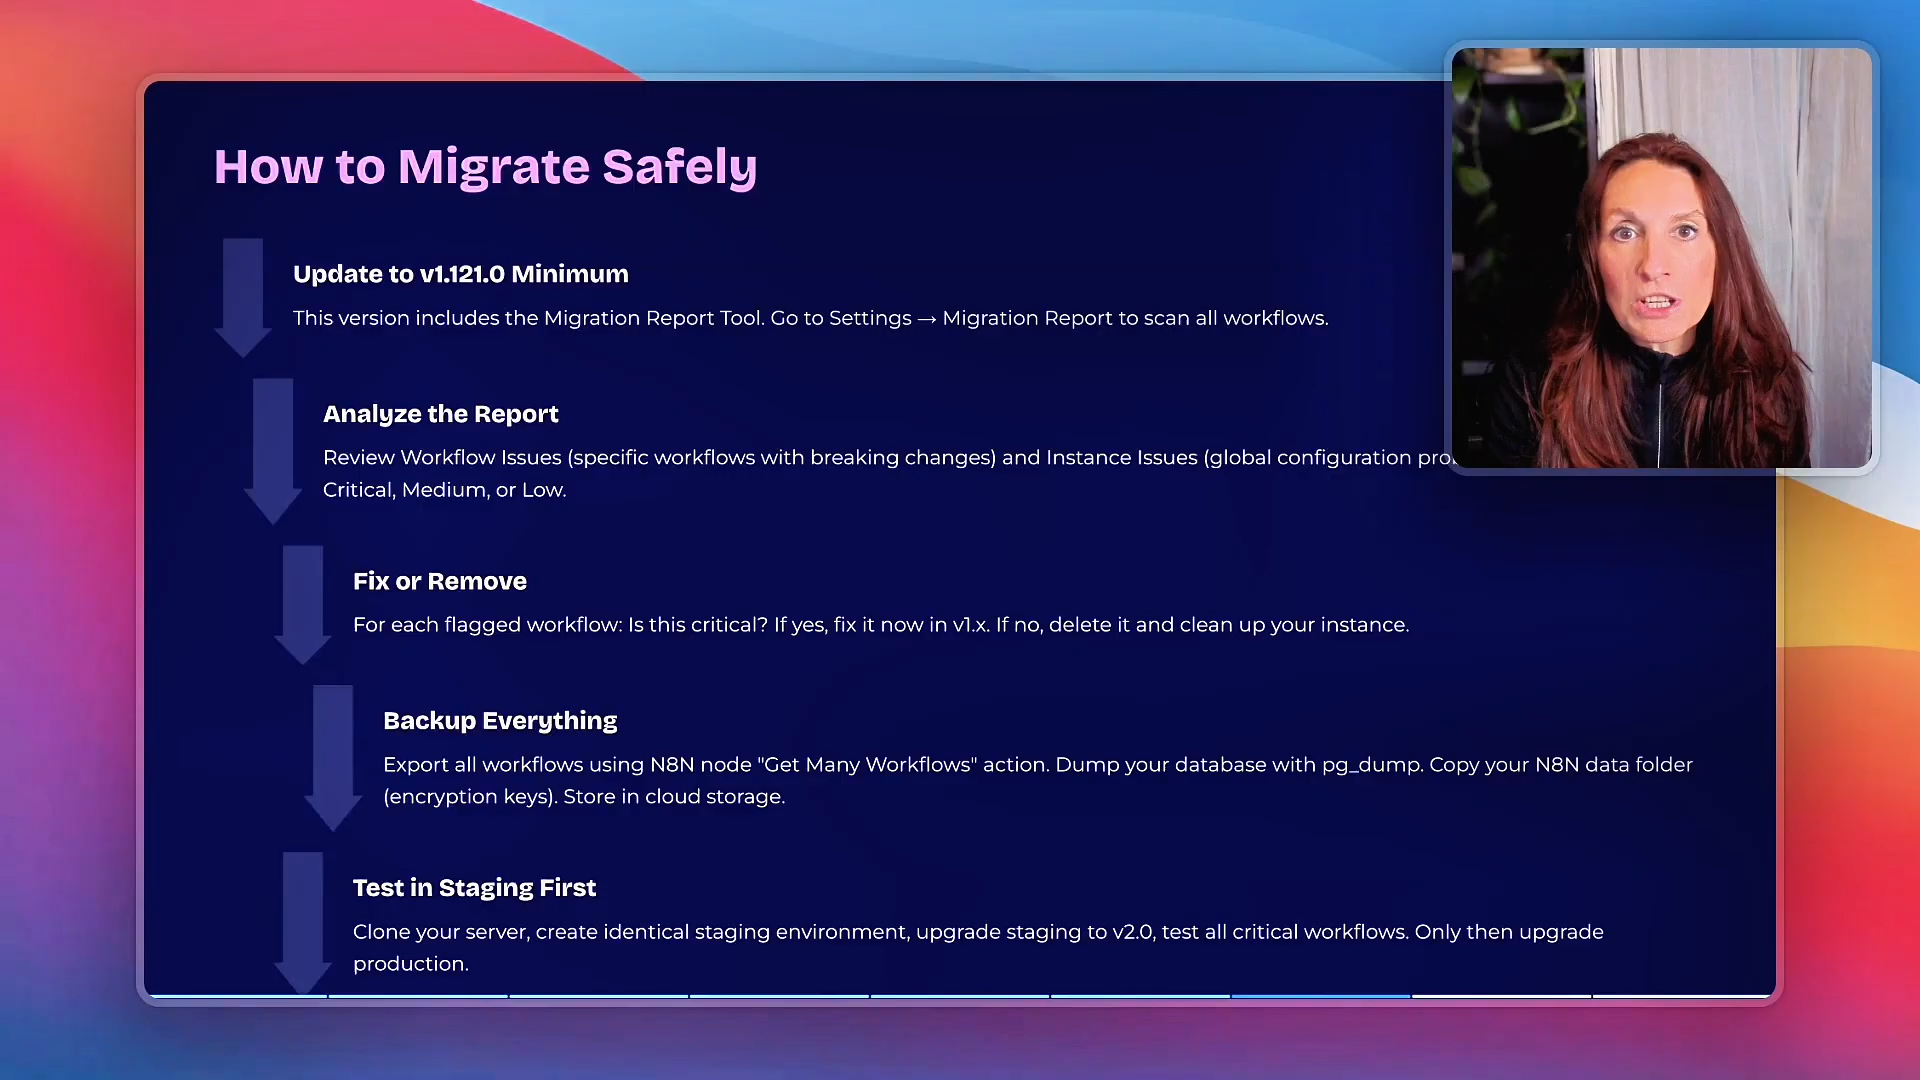 How to Migrate Safely
Update to v1.121.0 Minimum
This version includes the Migration Report Tool. Go to Settings → Migration Report to scan all workflows.
Analyze the Report
Review Workflow Issues (specific workflows with breaking changes) and Instance Issues (global configuration
Critical, Medium, or Low.
Fix or Remove
For each flagged workflow: Is this critical? If yes, fix it now in v1.x. If no, delete it and clean up your instance.
Backup Everything
Export all workflows using N8N node "Get Many Workflows" action. Dump your database with pg_dump. Copy your N8N data folder
(encryption keys). Store in cloud storage.
Test in Staging First
Clone your server, create identical staging environment, upgrade staging to v2.0, test all critical workflows. Only then upgrade
production.